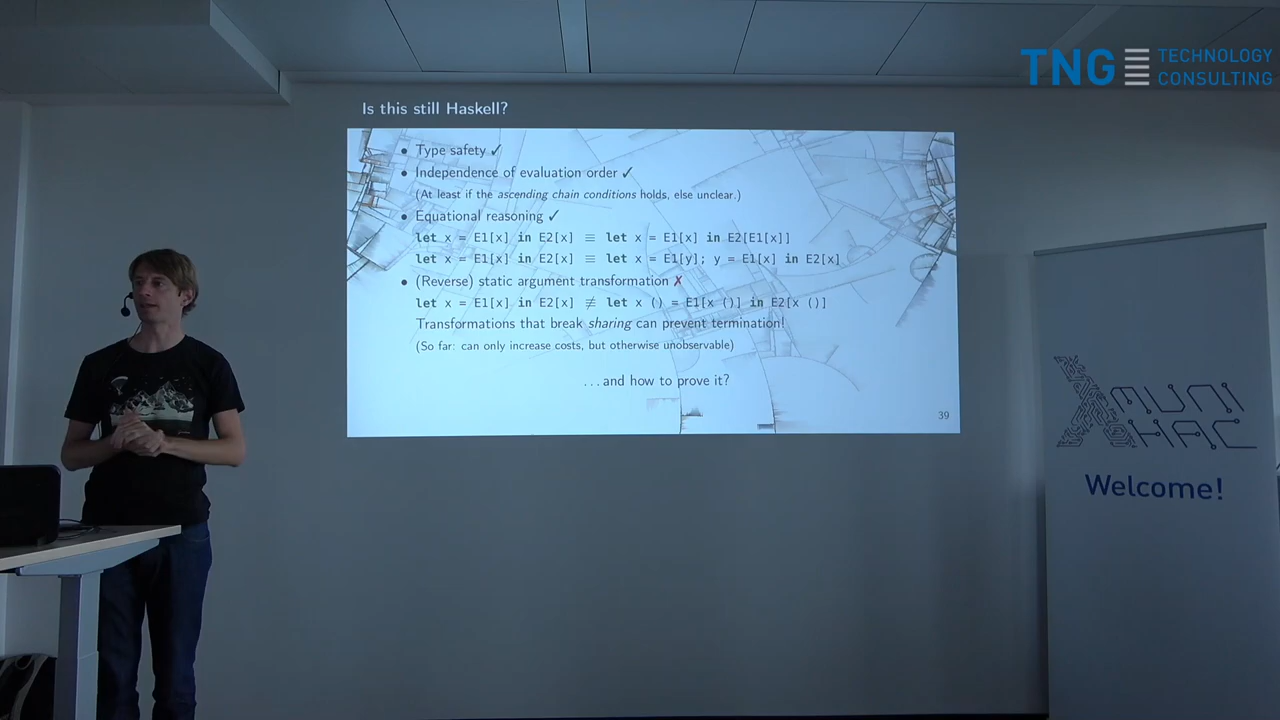 TNG TECHNOLOGY CONSULTING
Is this still Haskell?
• Type safety ✓
• Independence of evaluation order ✓
(At least if the ascending chain conditions holds, else unclear.)
• Equational reasoning ✓
let x = E1[x] in E2[x] ≡ let x = E1[x] in E2[E1[x]]
let x = E1[x] in E2[x] ≡ let x = E1[y]; y = E1[x] in E2[x]
• (Reverse) static argument transformation ✗
let x = E1[x] in E2[x] ≢ let x () = E1[x ()] in E2[x ()]
Transformations that break sharing can prevent termination!
(So far: can only increase costs, but otherwise unobservable)
...and how to prove it?
39
MUNI
HAC
Welcome!